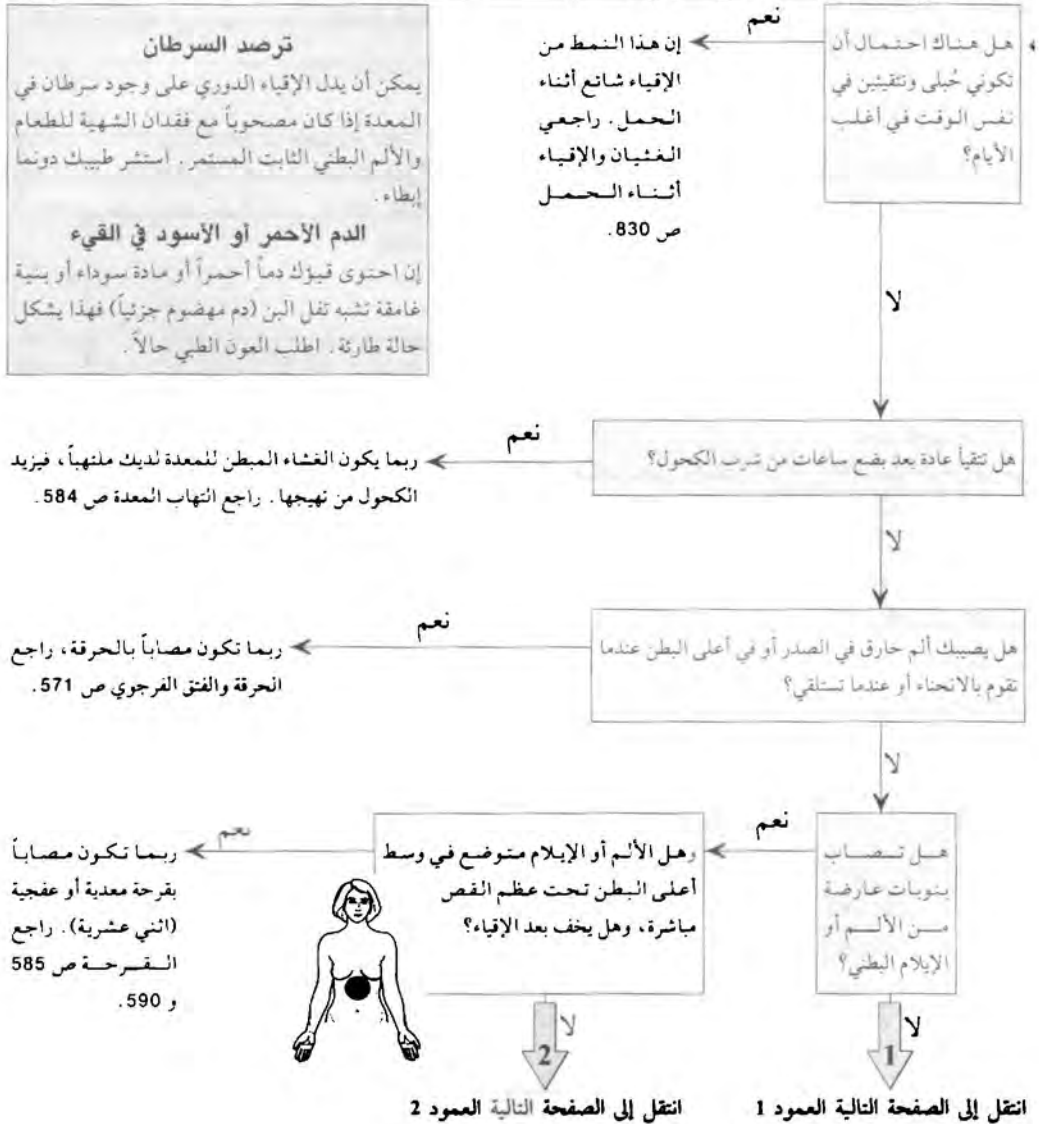 هل هناك احتمال أن
تكوني حُبلى وتتقيئين في
نفس الوقت في أغلب
الأيام؟
نعم
إن هذا النمط من
الإقياء شائع أثناء
الحمل. راجعي
الغثيان والإقياء
أثناء الحمل
ص 830.
ترصد السرطان
يمكن أن يدل الإقياء الدوري على وجود سرطان في
المعدة إذا كان مصحوباً مع فقدان الشهية للطعام
والألم البطني الثابت المستمر. استشر طبيبك دونما
إبطاء.
الدم الأحمر أو الأسود في القيء
إن احتوى قيؤك دماً أحمراً أو مادة سوداء أو بنية
غامقة تشبه تفل البن (دم مهضوم جزئياً) فهذا يشكل
حالة طارئة. اطلب العون الطبي حالاً.
لا
هل تتقيأ عادة بعد بضع ساعات من شرب الكحول؟
نعم
ربما يكون الغشاء المبطن للمعدة لديك ملتهباً، فيزيد
الكحول من تهيجها. راجع التهاب المعدة ص 584.
لا
هل يصيبك ألم حارق في الصدر أو في أعلى البطن عندما
تقوم بالانحناء أو عندما تستلقي؟
نعم
ربما تكون مصاباً بالحرقة، راجع
الحرقة والفتق الفرجوي ص 571.
لا
هل تصاب
بنوبات عارضة
من الألم أو
الإيلام البطني؟
نعم
وهل الألم أو الإيلام متوضع في وسط
أعلى البطن تحت عظم القص
مباشرة، وهل يخف بعد الإقياء؟
نعم
ربما تكون مصاباً
بقرحة معدية أو عفجية
(اثني عشرية). راجع
القرحة ص 585
و 590.
لا
1
لا
2
انتقل إلى الصفحة التالية العمود 1
انتقل إلى الصفحة التالية العمود 2